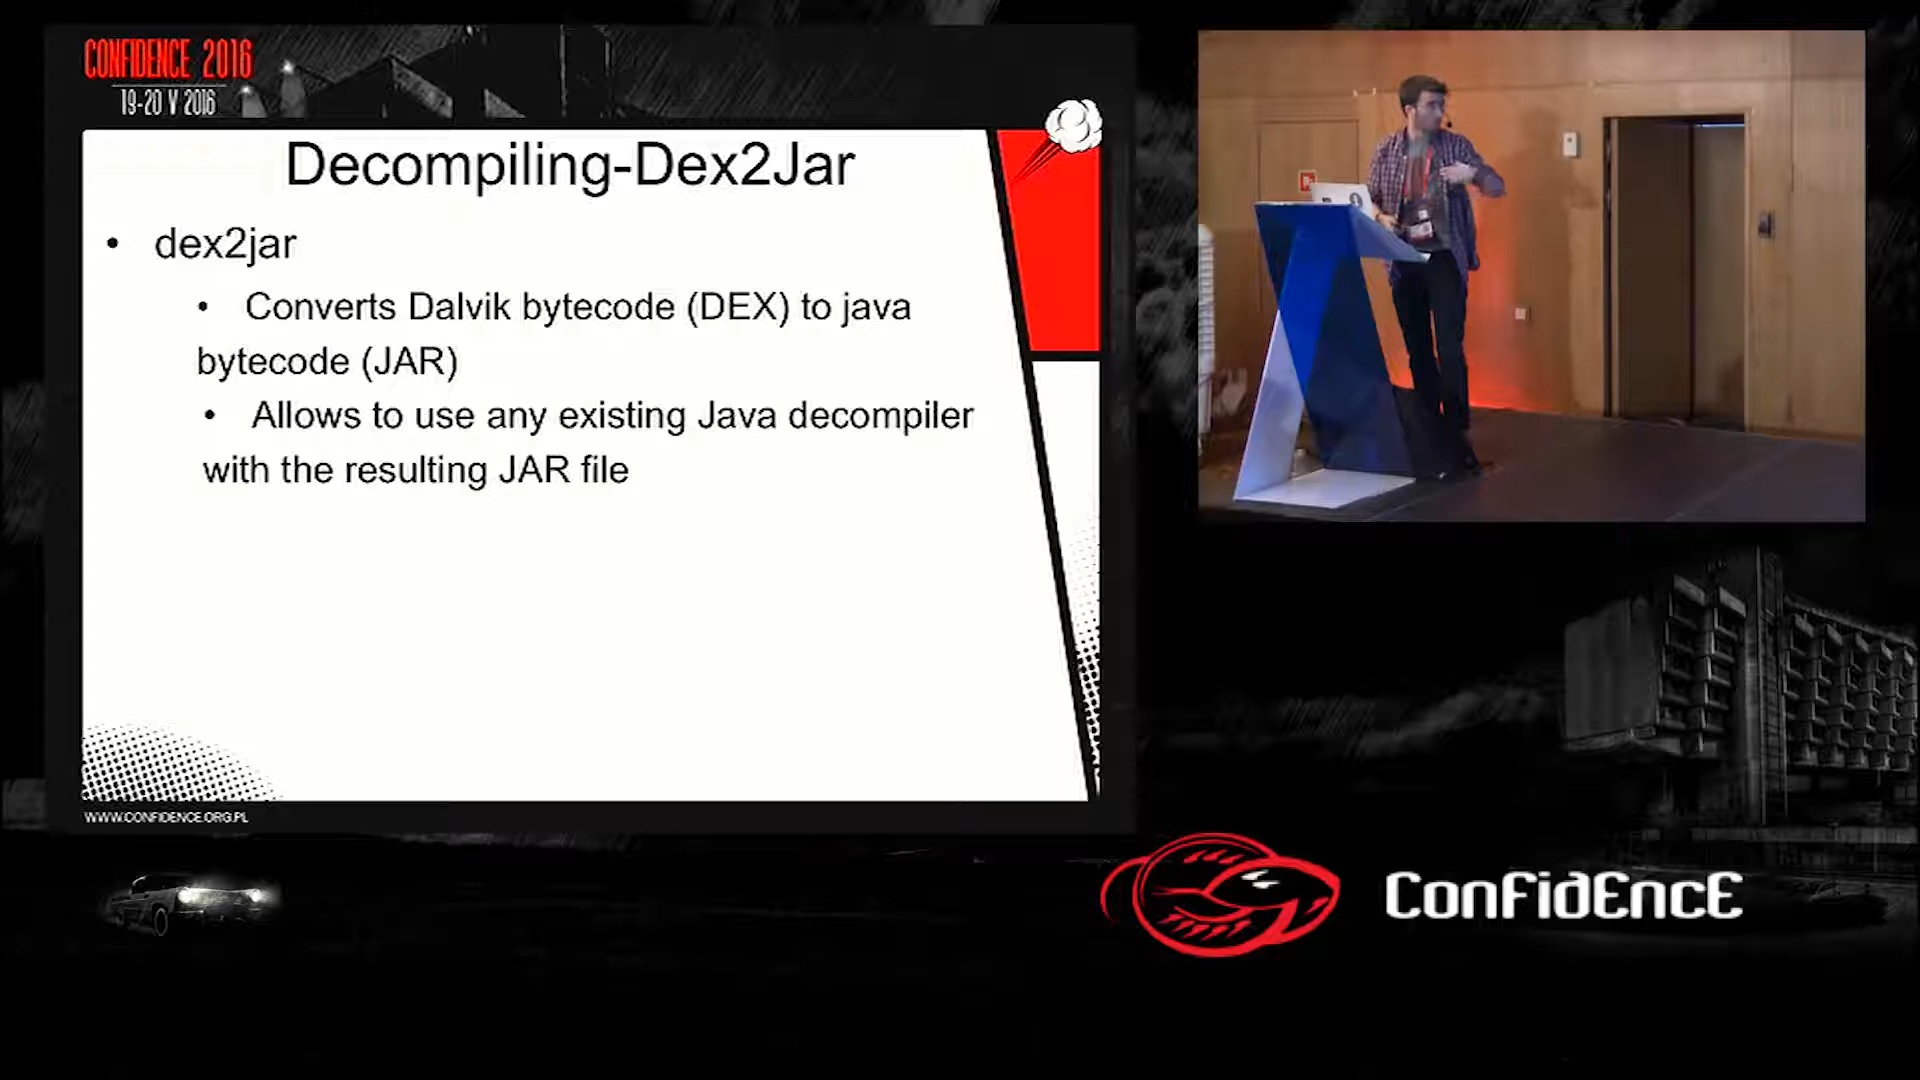 CONFIDENCE 2016
19-20 V 2016
Decompiling-Dex2Jar
• dex2jar
• Converts Dalvik bytecode (DEX) to java
bytecode (JAR)
• Allows to use any existing Java decompiler
with the resulting JAR file
WWW.CONFIDENCE.ORG.PL
ConFidEncE